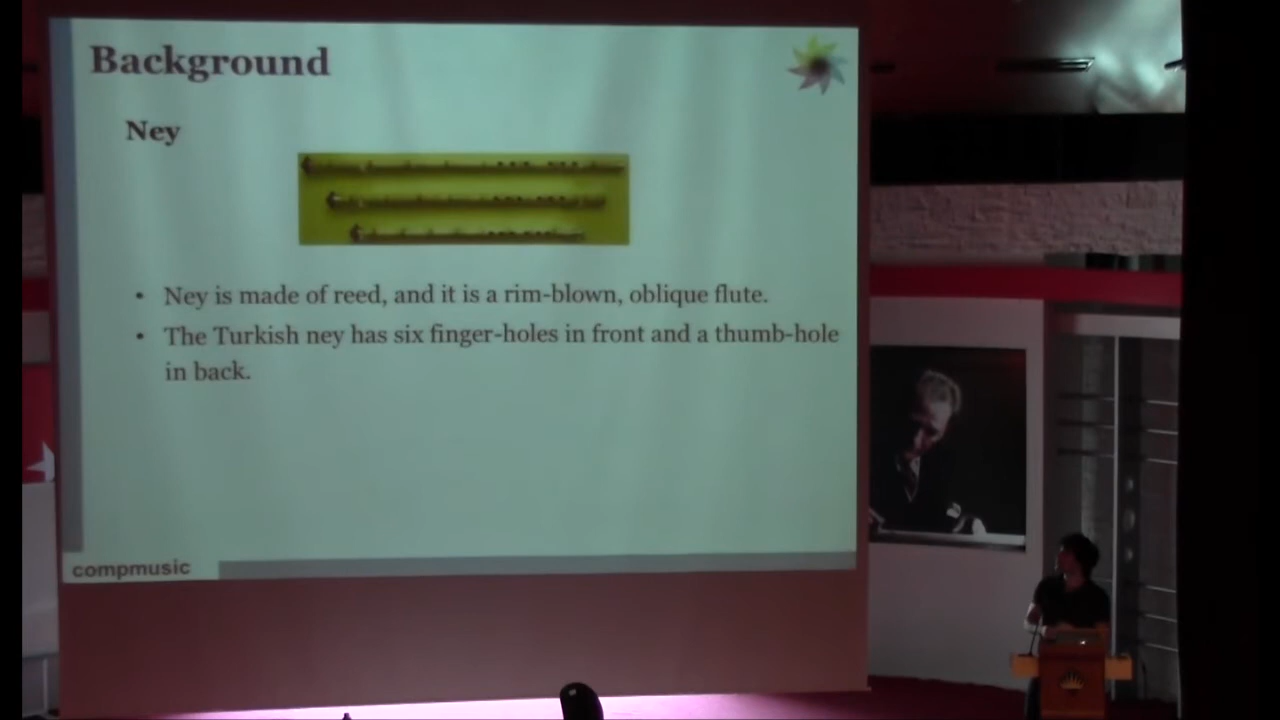 Background
Ney
• Ney is made of reed, and it is a rim-blown, oblique flute.
• The Turkish ney has six finger-holes in front and a thumb-hole
in back.
compmusic